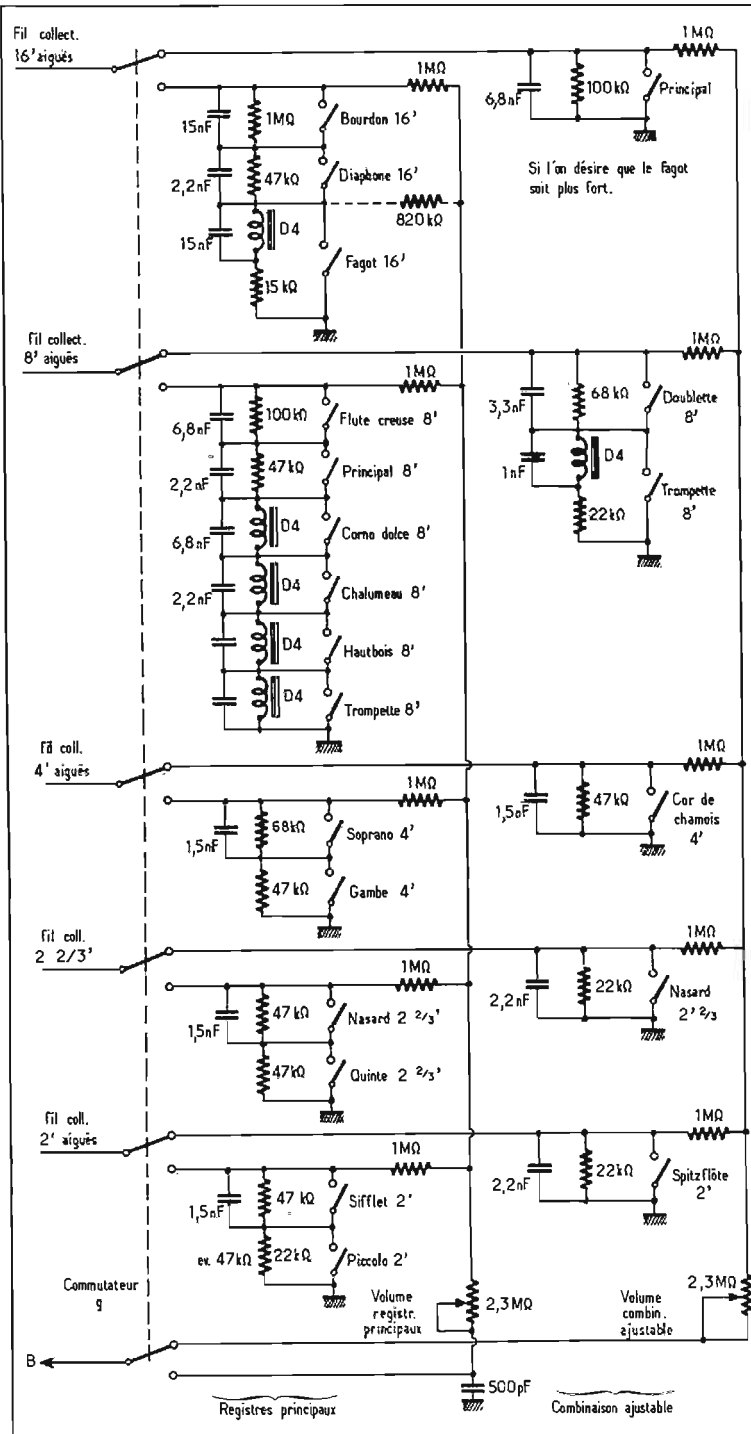 Fil collect.
16' aiguës
1MΩ
1MΩ
15nF
1MΩ
Bourdon 16'
6,8nF
100kΩ
Principal
2,2nF
47kΩ
Diaphone 16'
Si l'on désire que le fagot
soit plus fort.
820kΩ
15nF
D4
15 kΩ
Fagot 16'
Fil collect.
8' aiguës
1MΩ
1MΩ
6,8nF
100kΩ
Flute creuse 8'
3,3nF
68kΩ
Doublette
8'
2,2nF
47kΩ
Principal 8'
1nF
D4
6,8nF
D4
Corno dolce 8'
22kΩ
Trompette
8'
2,2nF
D4
Chalumeau 8'
D4
Hautbois 8'
D4
Trompette 8'
Fil coll.
4' aiguës
1MΩ
1MΩ
1,5nF
68kΩ
Soprano 4'
1,5nF
47kΩ
Cor de
chamois
4'
47 kΩ
Gambe 4'
Fil coll.
2 2/3'
1MΩ
1MΩ
1,5nF
47kΩ
Nasard 2 2/3'
2,2nF
22kΩ
Nasard
2' 2/3
47kΩ
Quinte 2 2/3'
Fil coll.
2' aiguës
1MΩ
1MΩ
1,5nF
47 kΩ
Sifflet 2'
2,2nF
22kΩ
Spitzflöte
2'
ev. 47kΩ
22kΩ
Piccolo 2'
Commutateur
g
Volume
registr.
principaux
2,3MΩ
Volume
combin.
ajustable
2,3MΩ
B
500pF
Registres principaux
Combinaison ajustable